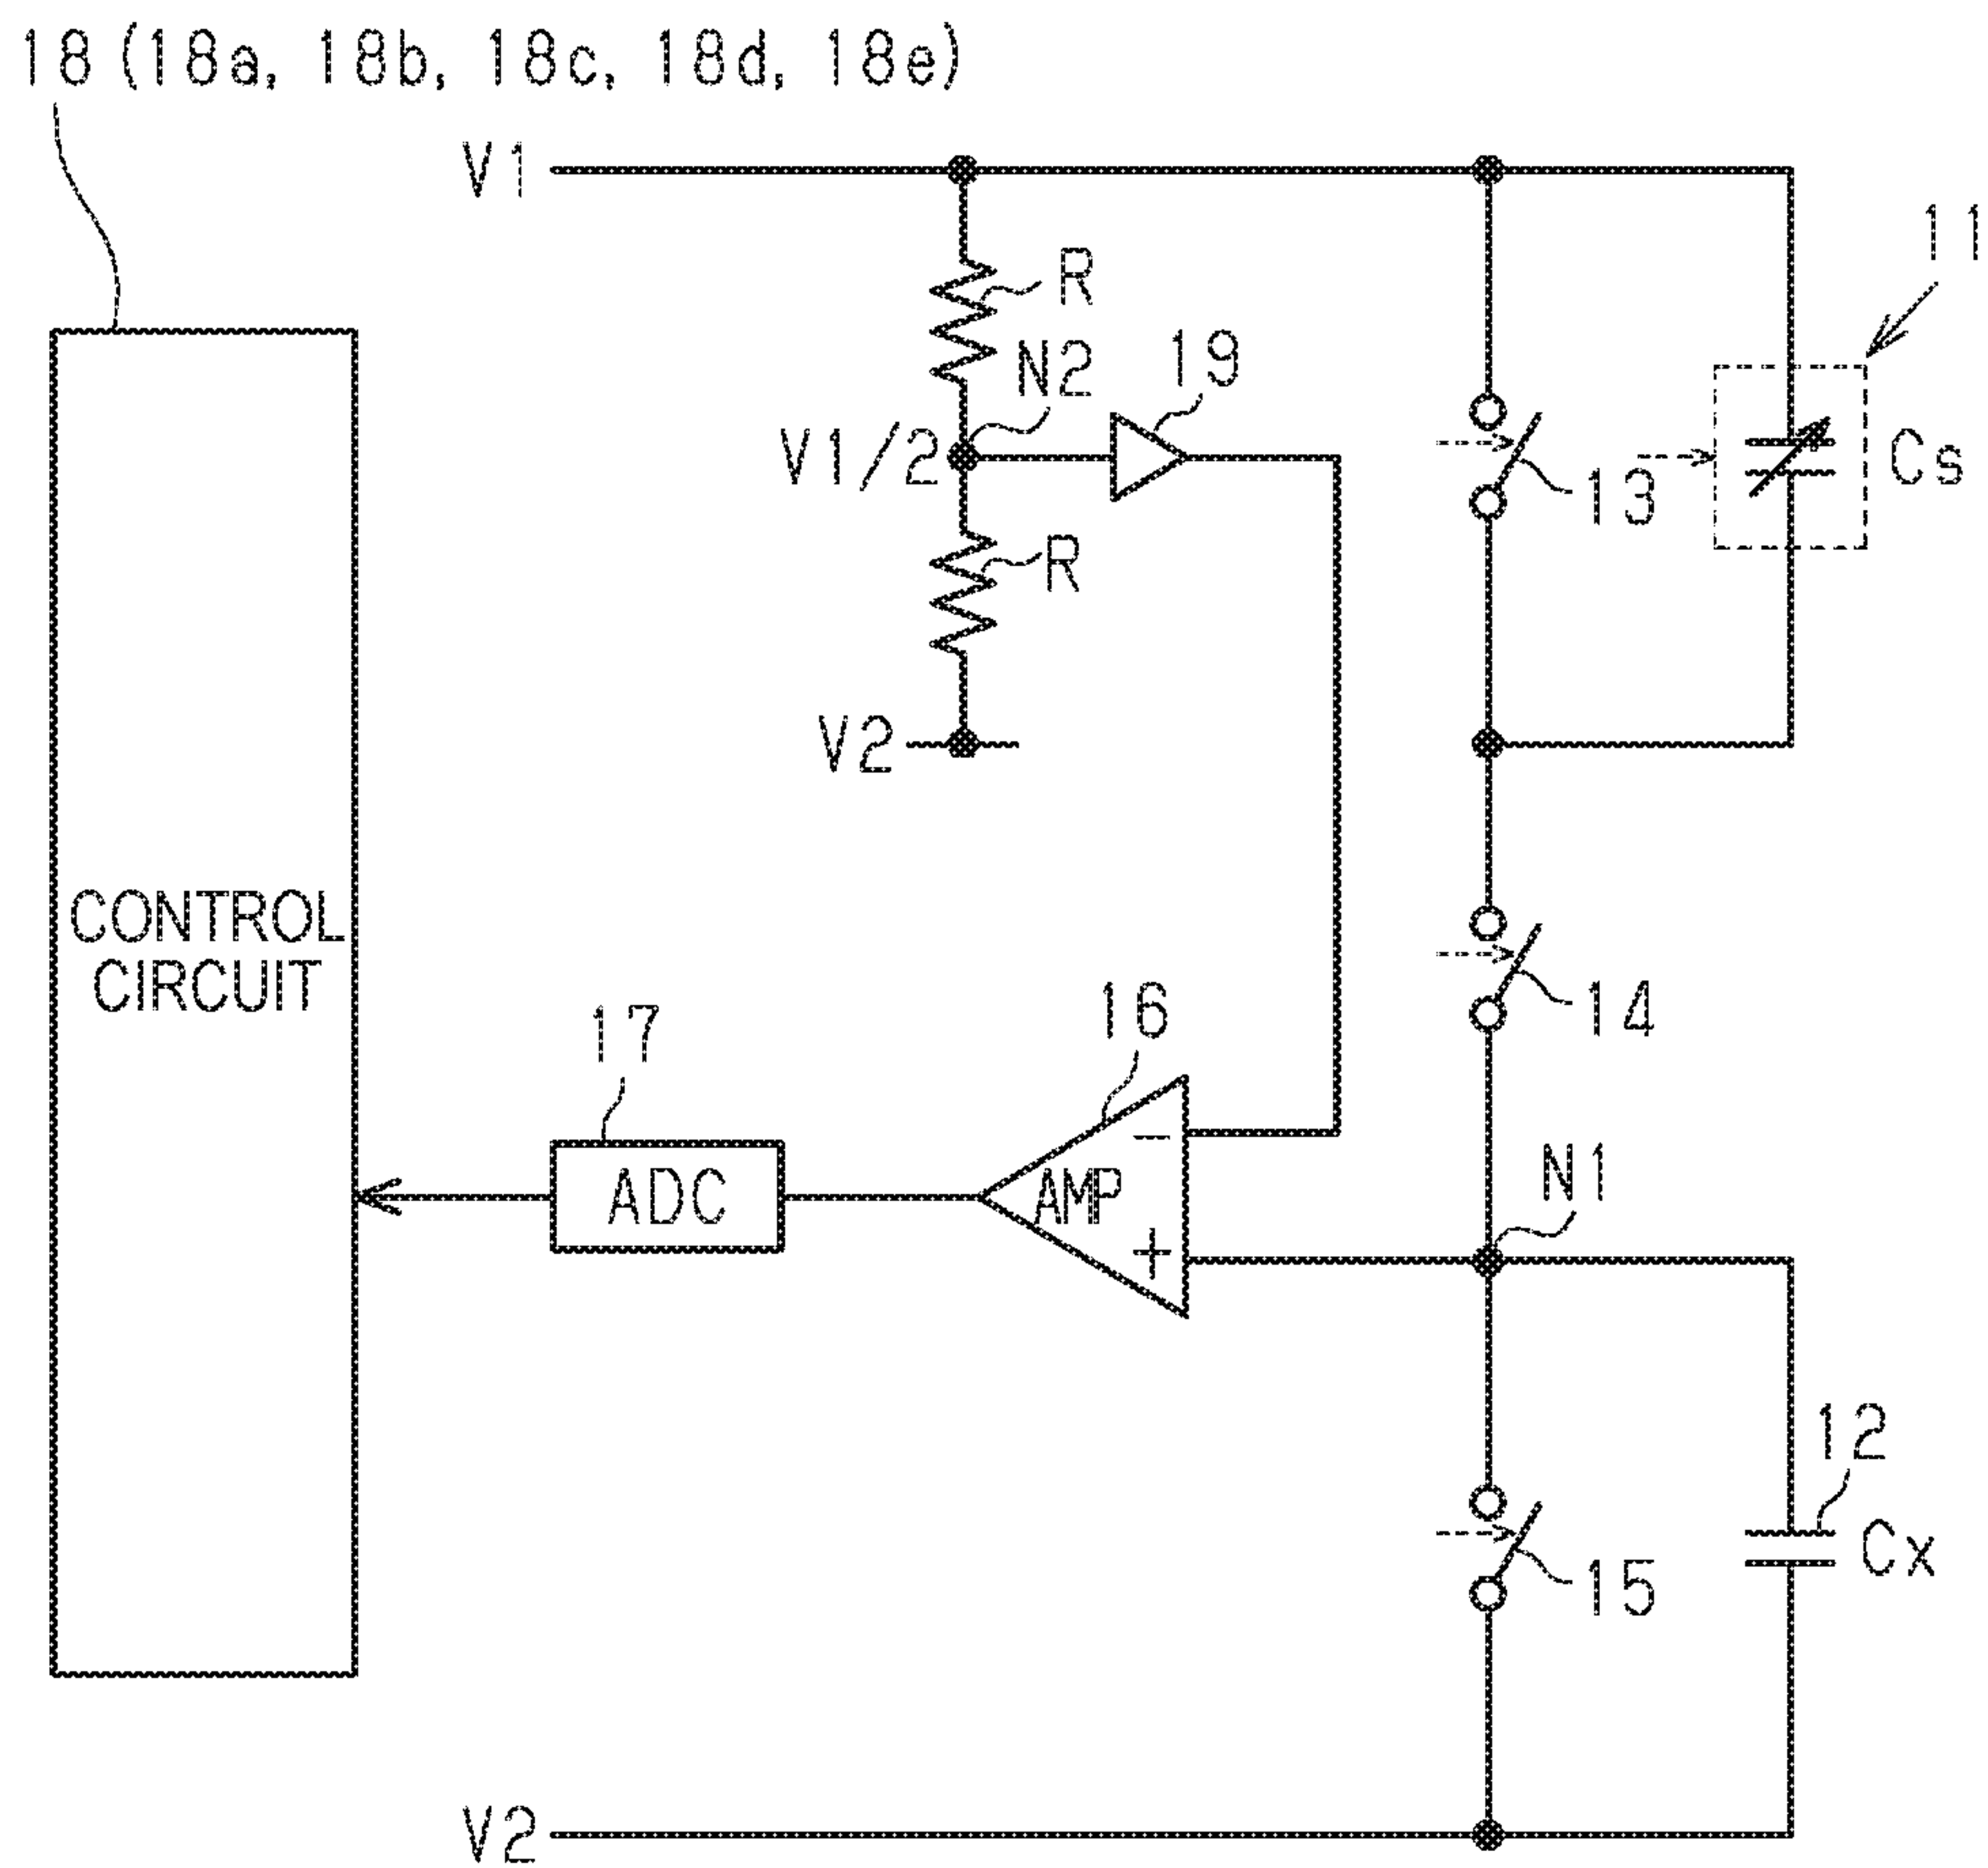 18 (18a, 18b, 18c, 18d, 18e)
V1
11
R
N2
19
V1/2
Cs
13
R
V2
CONTROL
CIRCUIT
14
16
17
−
AMP
+
ADC
N1
12
Cx
15
V2